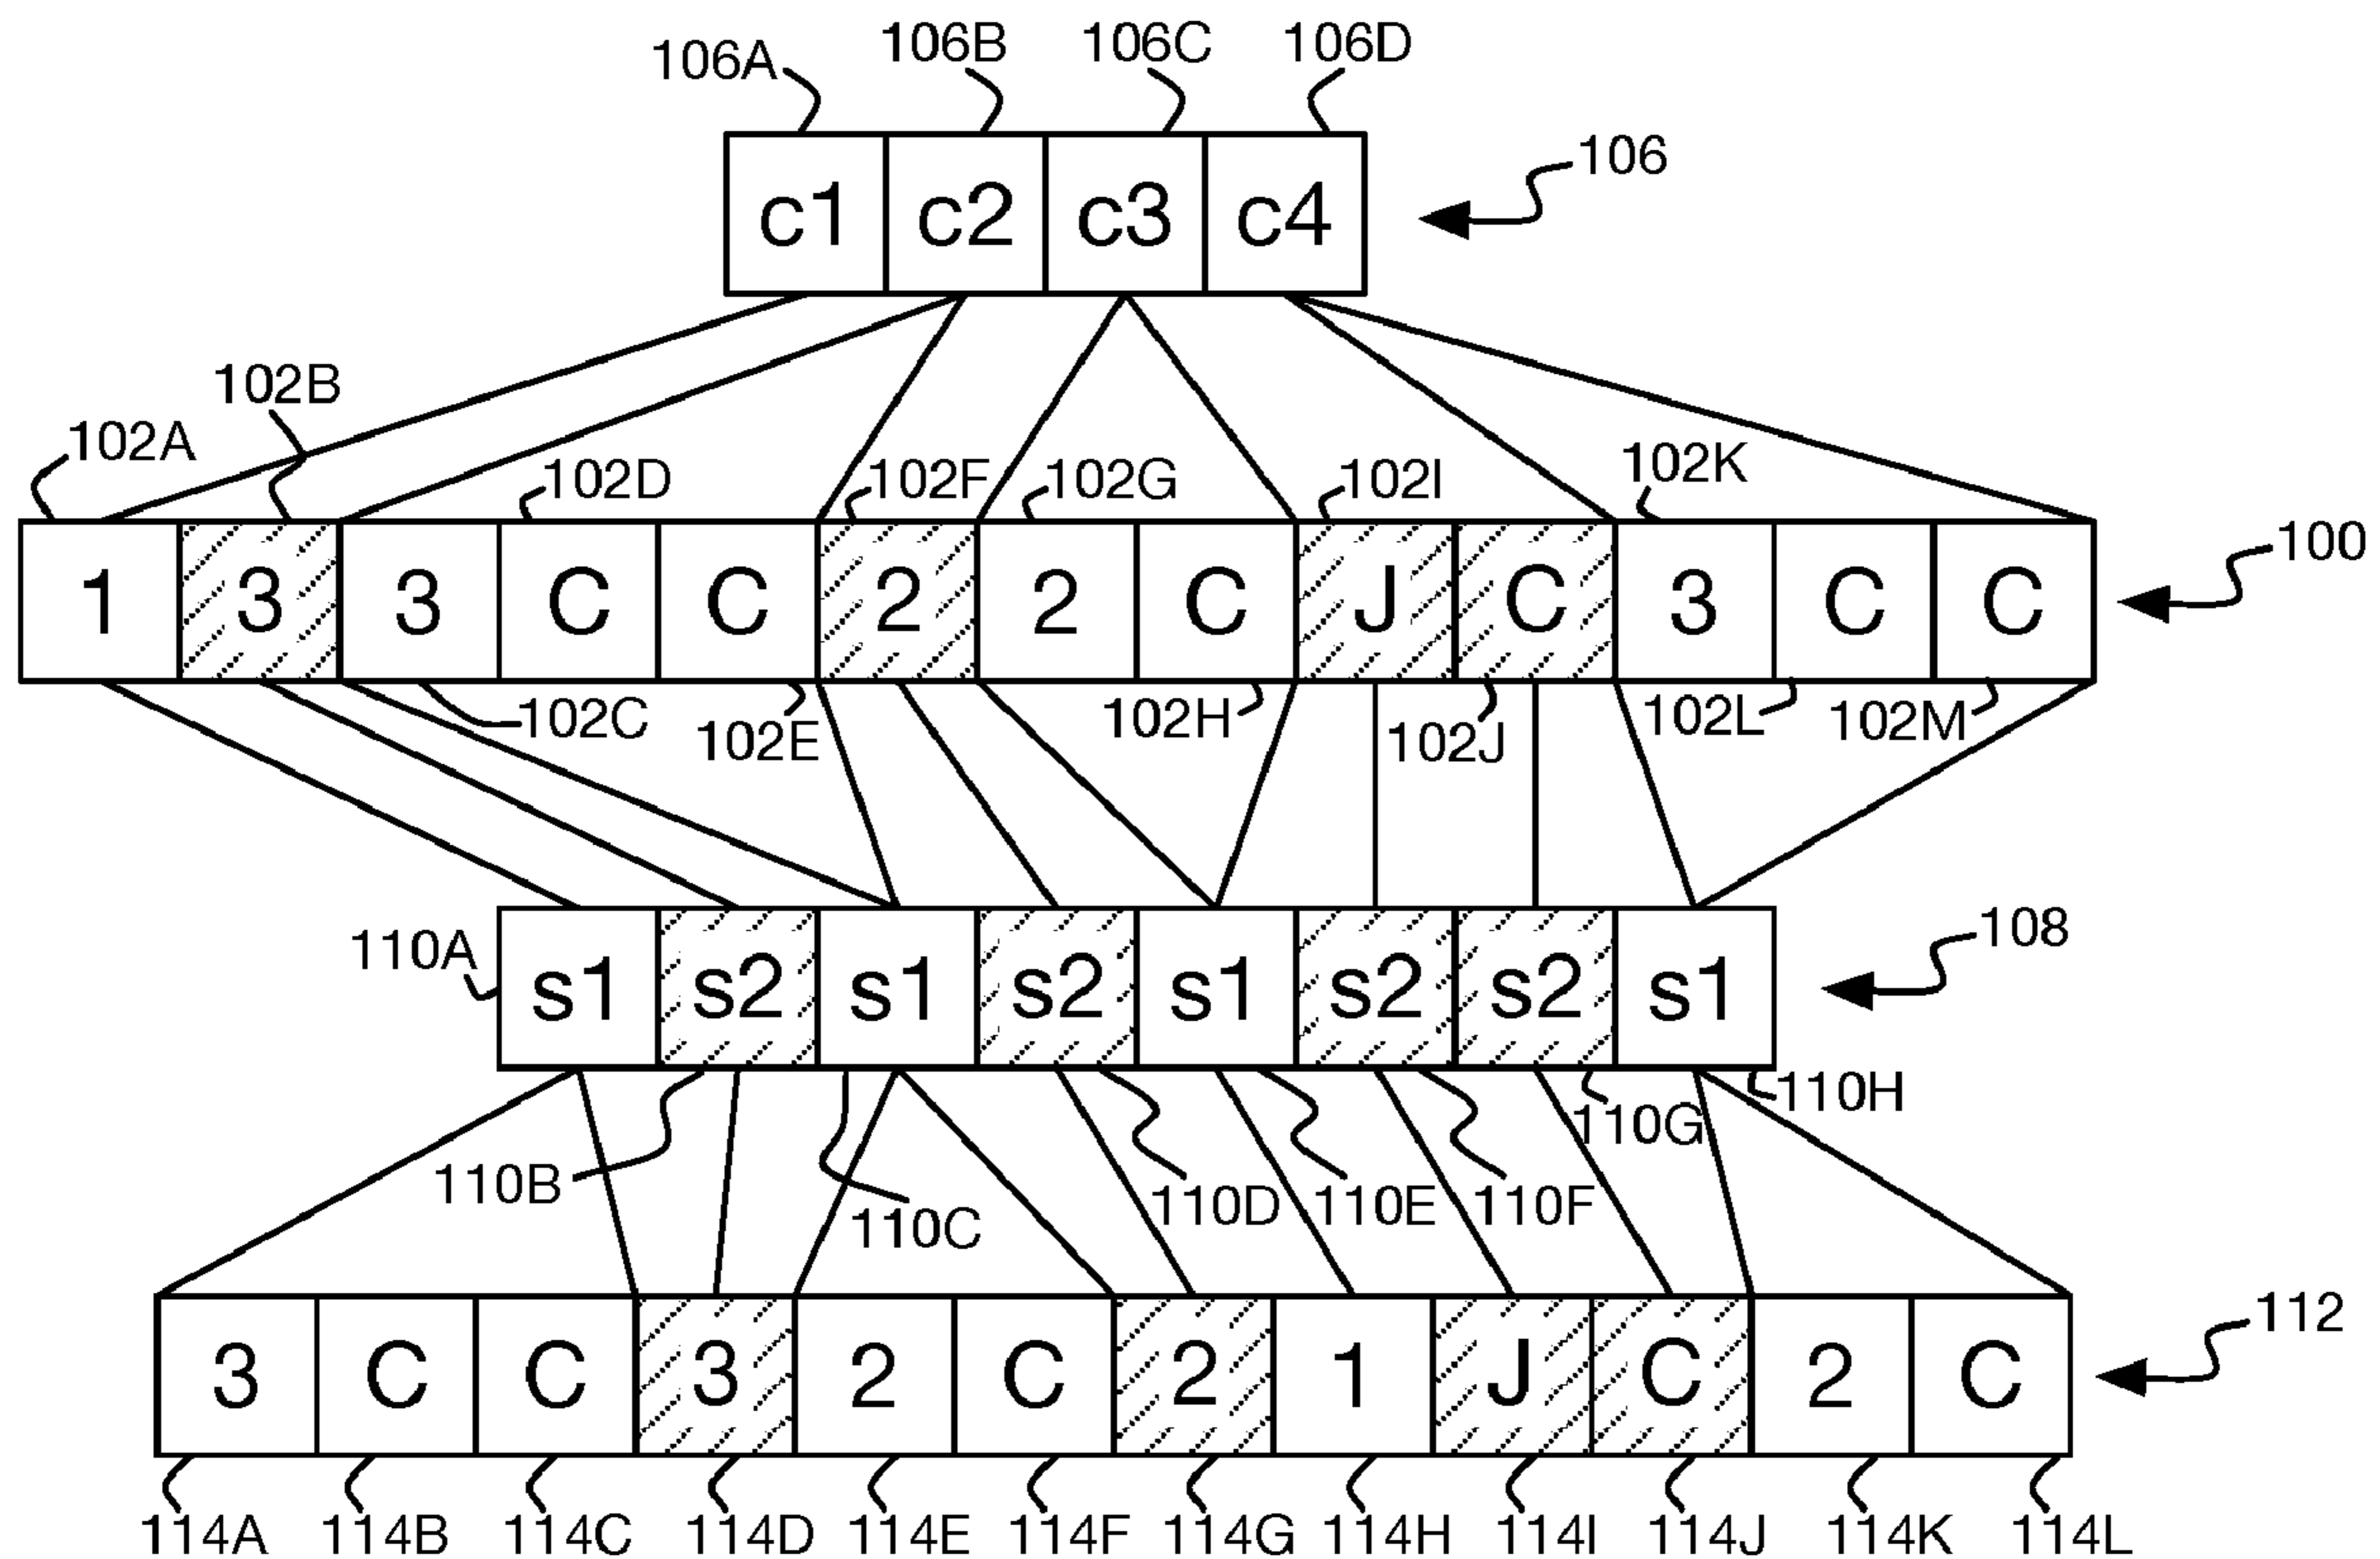 106A 106B 106C 106D
106
c1 c2 c3 c4
102B
102A 102D 102F 102G 102I 102K
100
1 3 3 C C 2 2 C J C 3 C C
102C 102E 102H 102J 102L 102M
108
110A
s1 s2 s1 s2 s1 s2 s2 s1
110H
110G
110B 110C 110D 110E 110F
112
3 C C 3 2 C 2 1 J C 2 C
114A 114B 114C 114D 114E 114F 114G 114H 114I 114J 114K 114L